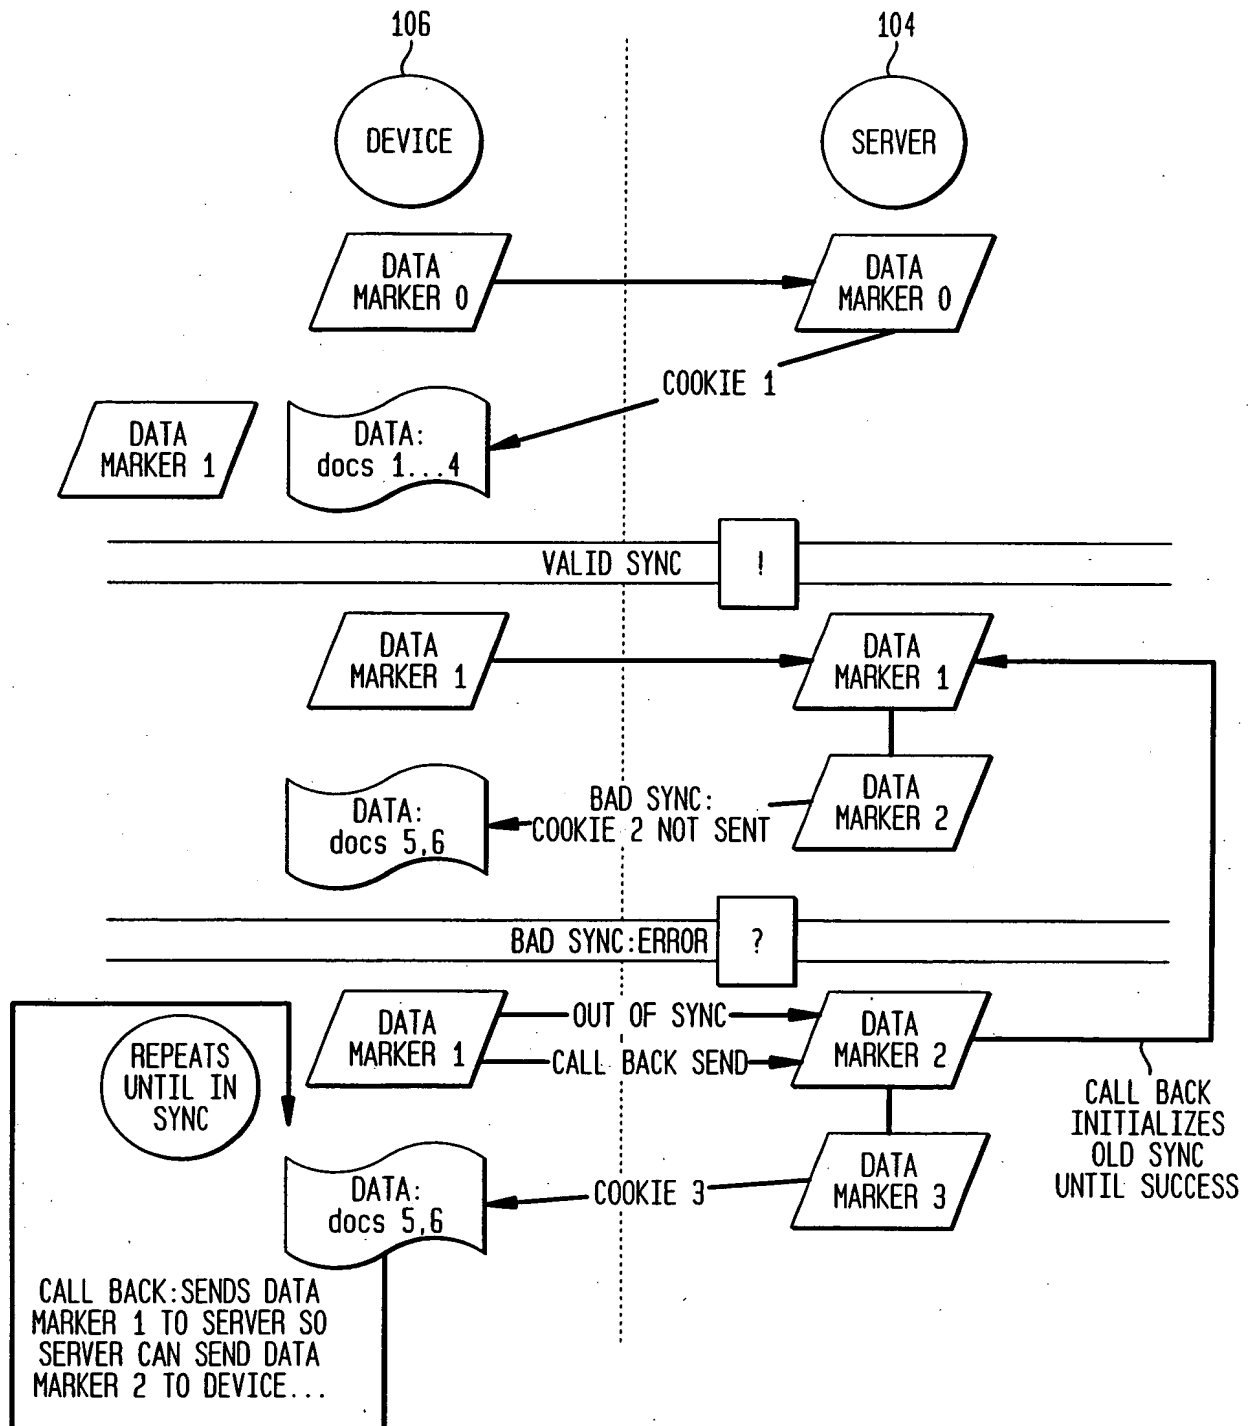 106
104
DEVICE
SERVER
DATA
MARKER 0
DATA
MARKER 0
COOKIE 1
DATA
MARKER 1
DATA:
docs 1...4
VALID SYNC
!
DATA
MARKER 1
DATA
MARKER 1
DATA:
docs 5,6
BAD SYNC:
COOKIE 2 NOT SENT
DATA
MARKER 2
BAD SYNC:ERROR
?
REPEATS
UNTIL IN
SYNC
DATA
MARKER 1
OUT OF SYNC
CALL BACK SEND
DATA
MARKER 2
CALL BACK
INITIALIZES
OLD SYNC
UNTIL SUCCESS
DATA:
docs 5,6
COOKIE 3
DATA
MARKER 3
CALL BACK:SENDS DATA
MARKER 1 TO SERVER SO
SERVER CAN SEND DATA
MARKER 2 TO DEVICE...